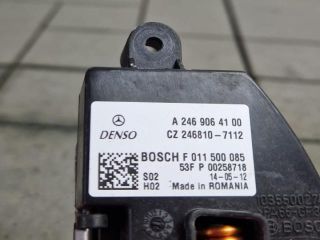 A 246 906 41 00
DENSO CZ 246810-7112
BOSCH F 011 500 085
53F P 00258718
S02 14-05-12
H02 Made in ROMANIA
BOSC